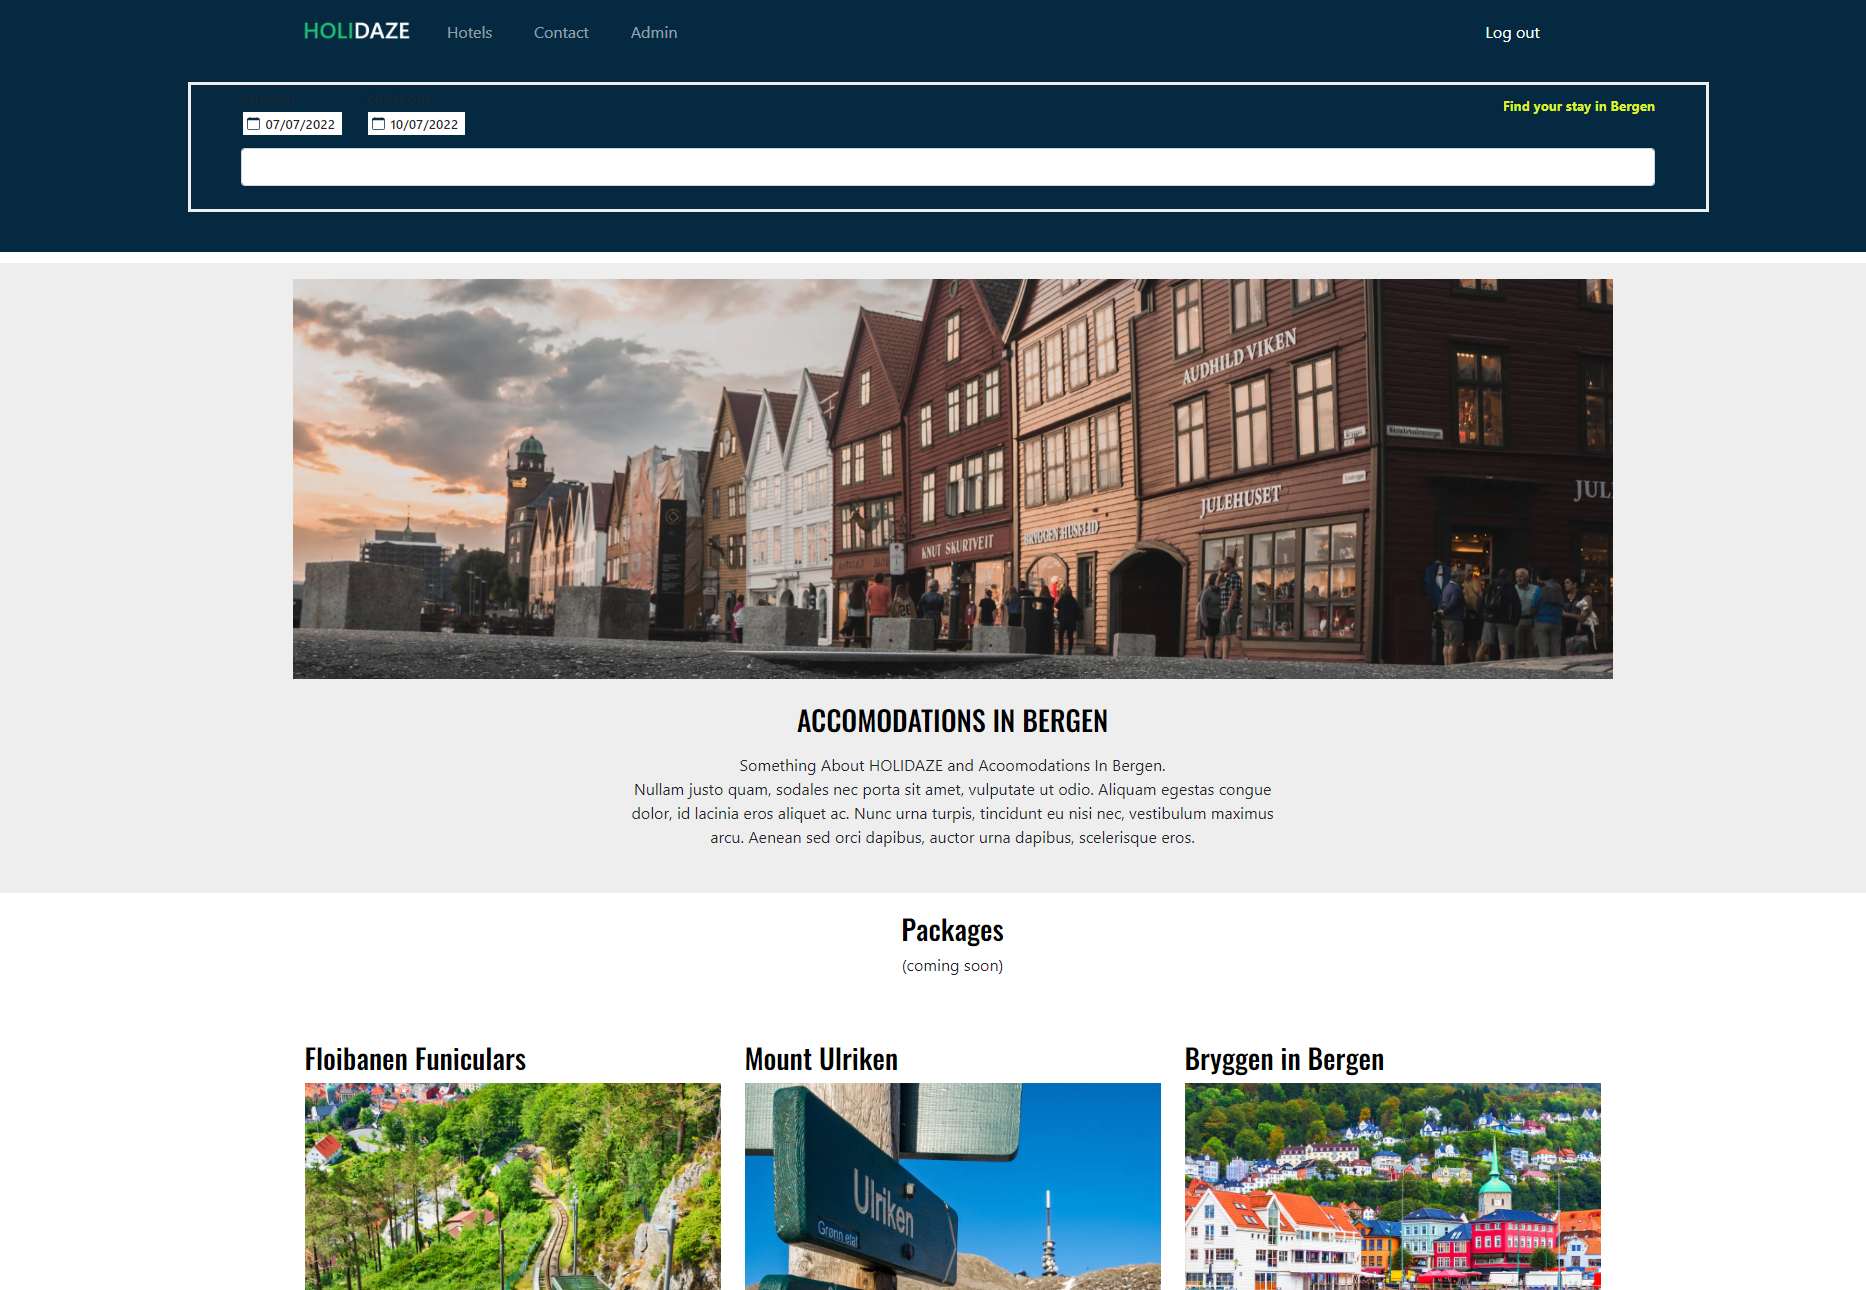 HOLIDAZE Hotels Contact Admin Log out
Find your stay in Bergen
07/07/2022 10/07/2022
AUDHILD VIKEN
JULEHUSET
JUL
BRYGGEN HUSFLID
KNUT SKURTVEIT
ACCOMODATIONS IN BERGEN
Something About HOLIDAZE and Acoomodations In Bergen.
Nullam justo quam, sodales nec porta sit amet, vulputate ut odio. Aliquam egestas congue
dolor, id lacinia eros aliquet ac. Nunc urna turpis, tincidunt eu nisi nec, vestibulum maximus
arcu. Aenean sed orci dapibus, auctor urna dapibus, scelerisque eros.
Packages
(coming soon)
Floibanen Funiculars
Mount Ulriken
Bryggen in Bergen
Ulriken
Grønn etat